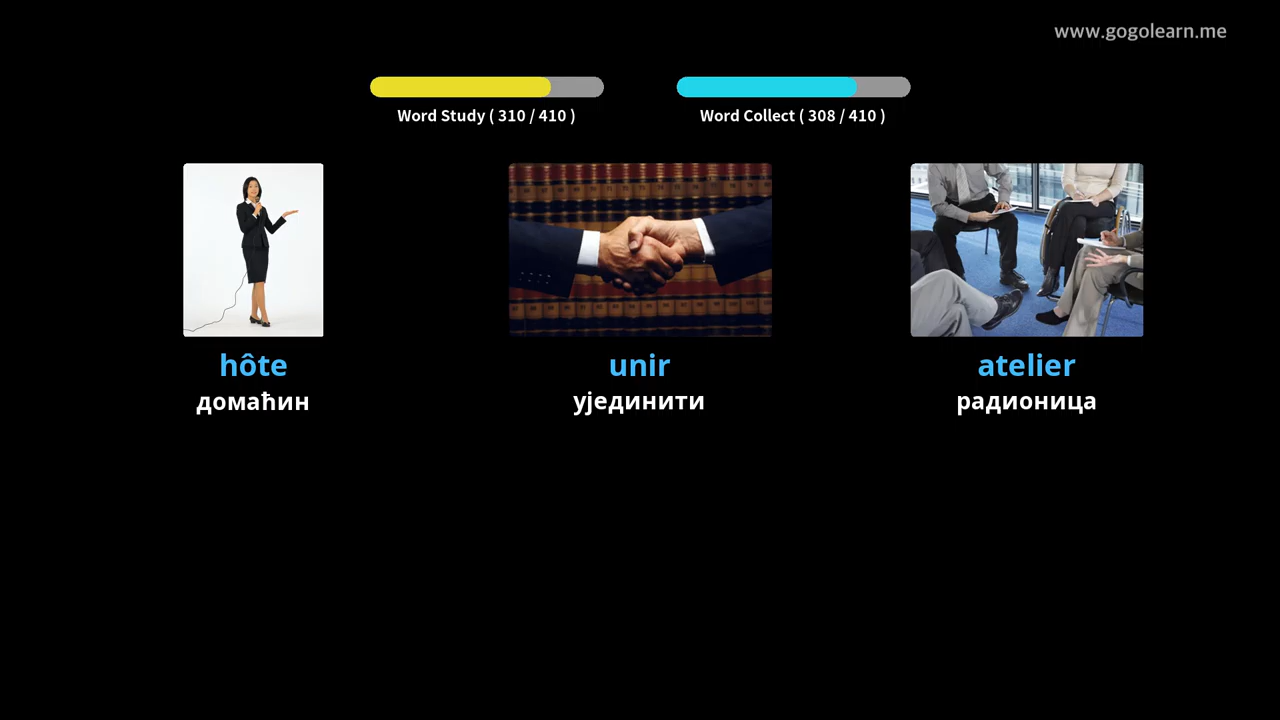 www.gogolearn.me
Word Study ( 310 / 410 )
Word Collect ( 308 / 410 )
hôte
домаћин
unir
ујединити
atelier
радионица